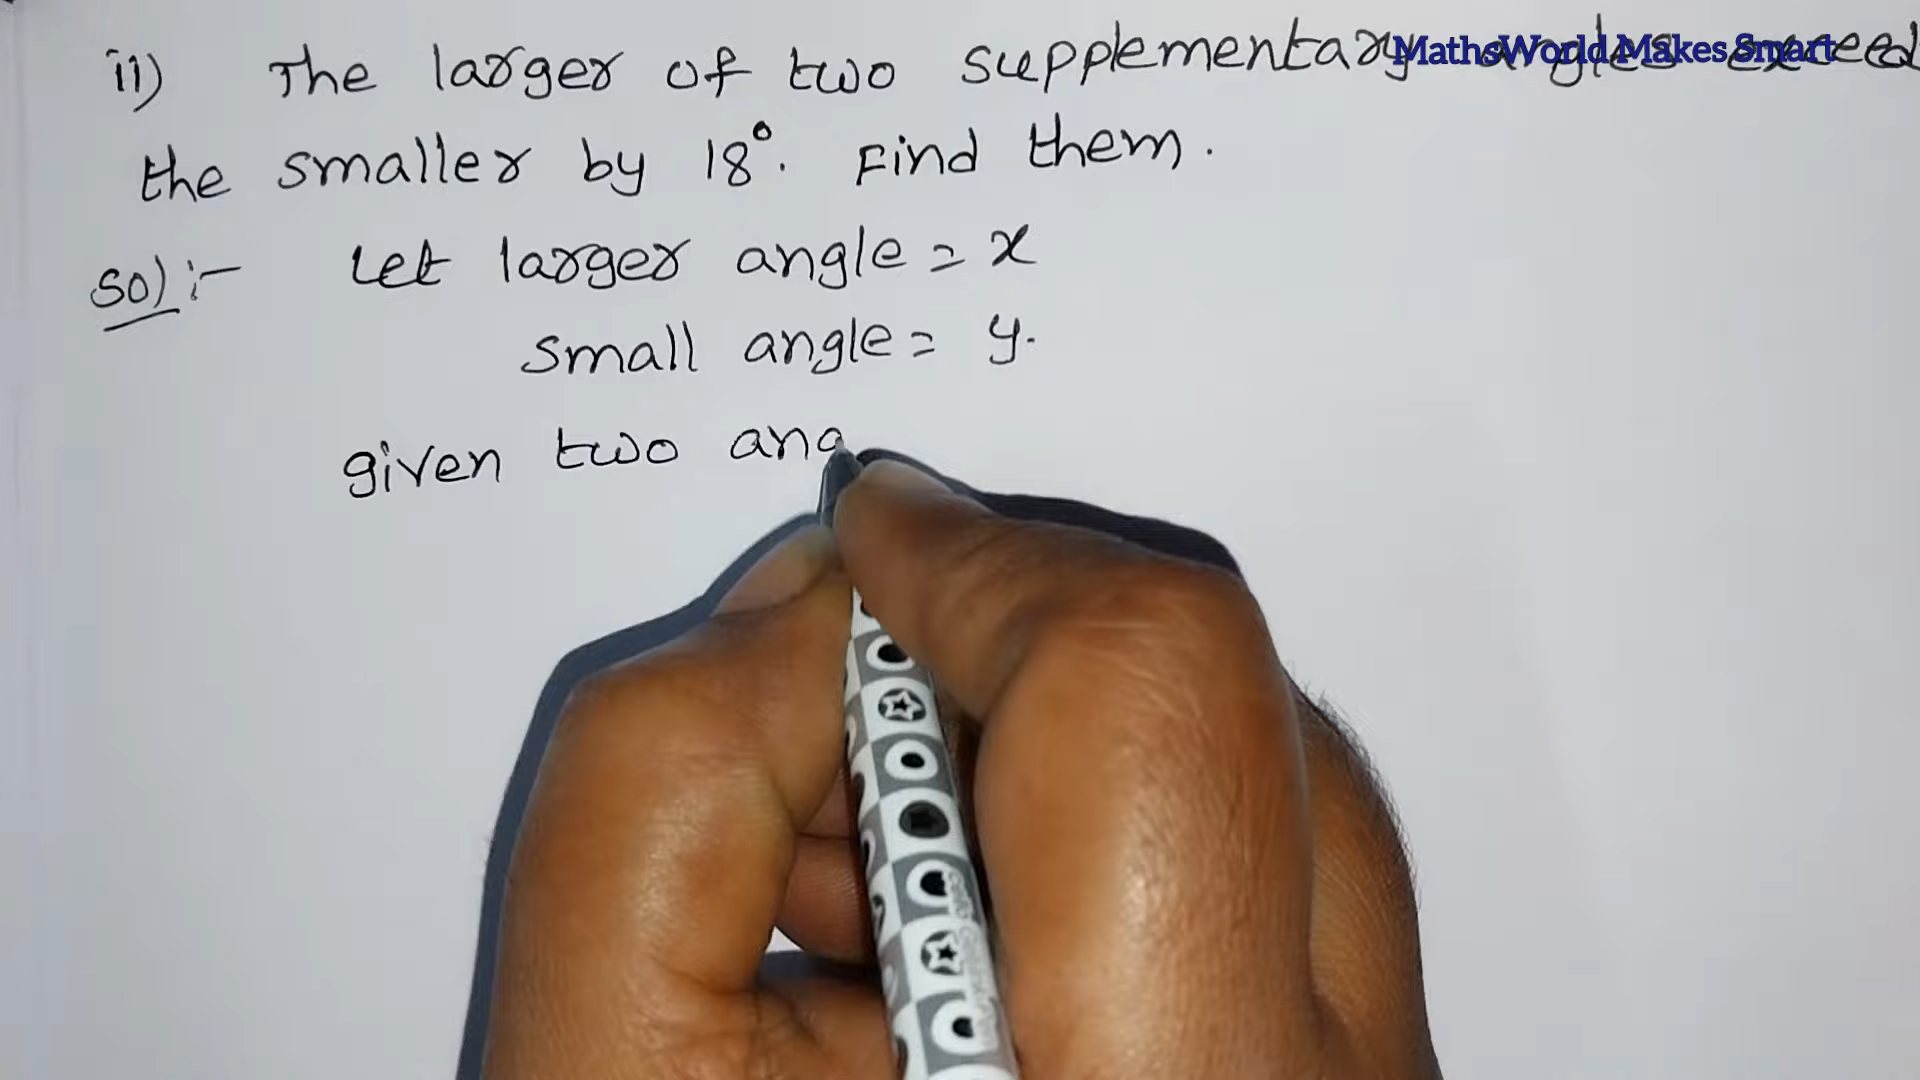 ii) The larger of two supplementary angles exceed
MathsWorld Makes Smart
the smaller by 18°. Find them.
Sol:- Let larger angle = x
small angle = y.
given two ang